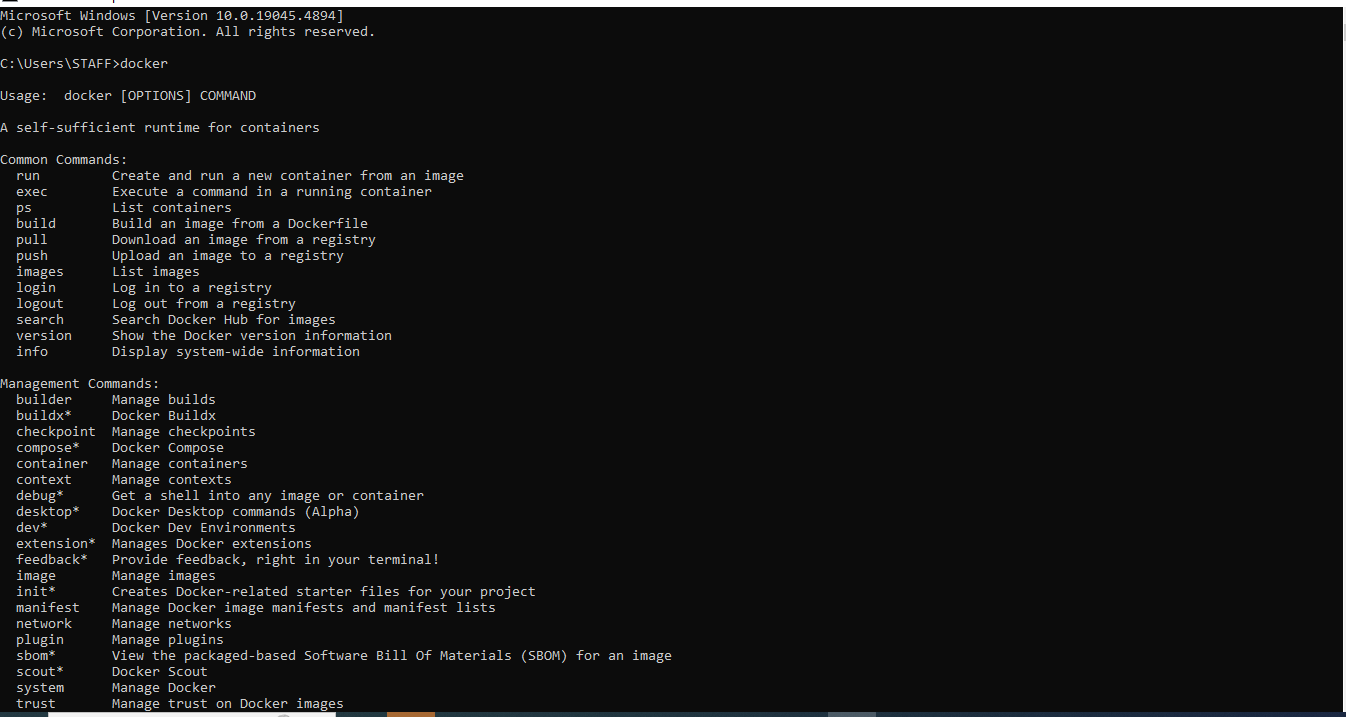 Microsoft Windows [Version 10.0.19045.4894]
(c) Microsoft Corporation. All rights reserved.

C:\Users\STAFF>docker

Usage:  docker [OPTIONS] COMMAND

A self-sufficient runtime for containers

Common Commands:
  run         Create and run a new container from an image
  exec        Execute a command in a running container
  ps          List containers
  build       Build an image from a Dockerfile
  pull        Download an image from a registry
  push        Upload an image to a registry
  images      List images
  login       Log in to a registry
  logout      Log out from a registry
  search      Search Docker Hub for images
  version     Show the Docker version information
  info        Display system-wide information

Management Commands:
  builder     Manage builds
  buildx*     Docker Buildx
  checkpoint  Manage checkpoints
  compose*    Docker Compose
  container   Manage containers
  context     Manage contexts
  debug*      Get a shell into any image or container
  desktop*    Docker Desktop commands (Alpha)
  dev*        Docker Dev Environments
  extension*  Manages Docker extensions
  feedback*   Provide feedback, right in your terminal!
  image       Manage images
  init*       Creates Docker-related starter files for your project
  manifest    Manage Docker image manifests and manifest lists
  network     Manage networks
  plugin      Manage plugins
  sbom*       View the packaged-based Software Bill Of Materials (SBOM) for an image
  scout*      Docker Scout
  system      Manage Docker
  trust       Manage trust on Docker images